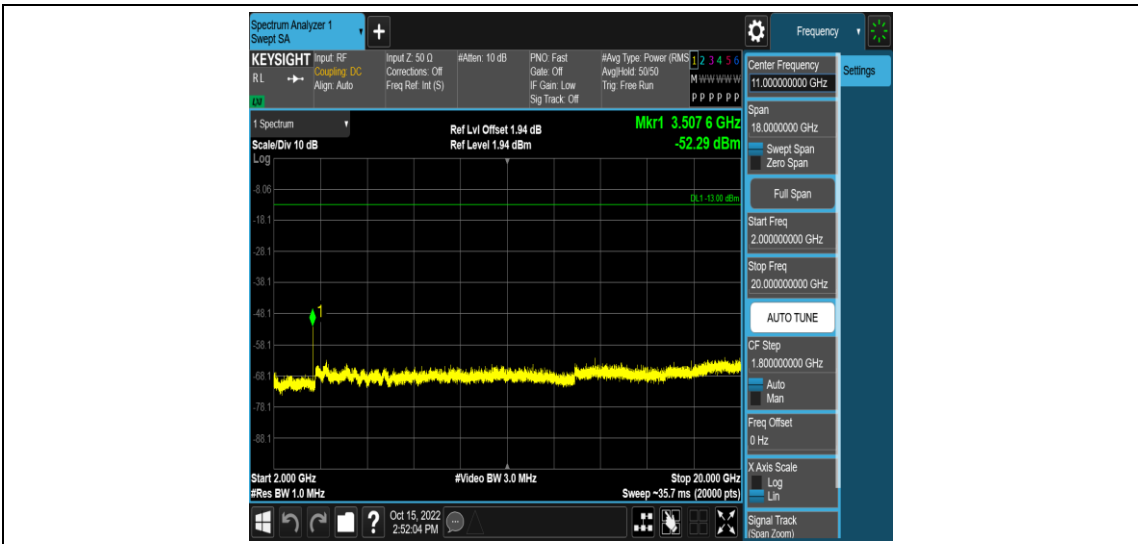 Spectrum Analyzer 1
Swept SA
Frequency
KEYSIGHT
RL
LXI
Input: RF
Coupling: DC
Align: Auto
Input Z: 50 Ω
Corrections: Off
Freq Ref: Int (S)
#Atten: 10 dB
PNO: Fast
Gate: Off
IF Gain: Low
Sig Track: Off
#Avg Type: Power (RMS
Avg|Hold: 50/50
Trig: Free Run
1 2 3 4 5 6
M W W W W W
P P P P P P
1 Spectrum
Scale/Div 10 dB
Log
Ref Lvl Offset 1.94 dB
Ref Level 1.94 dBm
Mkr1 3.507 6 GHz
-52.29 dBm
-8.06
DL1 -13.00 dBm
-18.1
-28.1
-38.1
-48.1
1
-58.1
-68.1
-78.1
-88.1
Start 2.000 GHz
#Res BW 1.0 MHz
#Video BW 3.0 MHz
Stop 20.000 GHz
Sweep ~35.7 ms (20000 pts)
?
Oct 15, 2022
2:52:04 PM
Center Frequency
11.000000000 GHz
Settings
Span
18.0000000 GHz
Swept Span
Zero Span
Full Span
Start Freq
2.000000000 GHz
Stop Freq
20.000000000 GHz
AUTO TUNE
CF Step
1.800000000 GHz
Auto
Man
Freq Offset
0 Hz
X Axis Scale
Log
Lin
Signal Track
(Span Zoom)